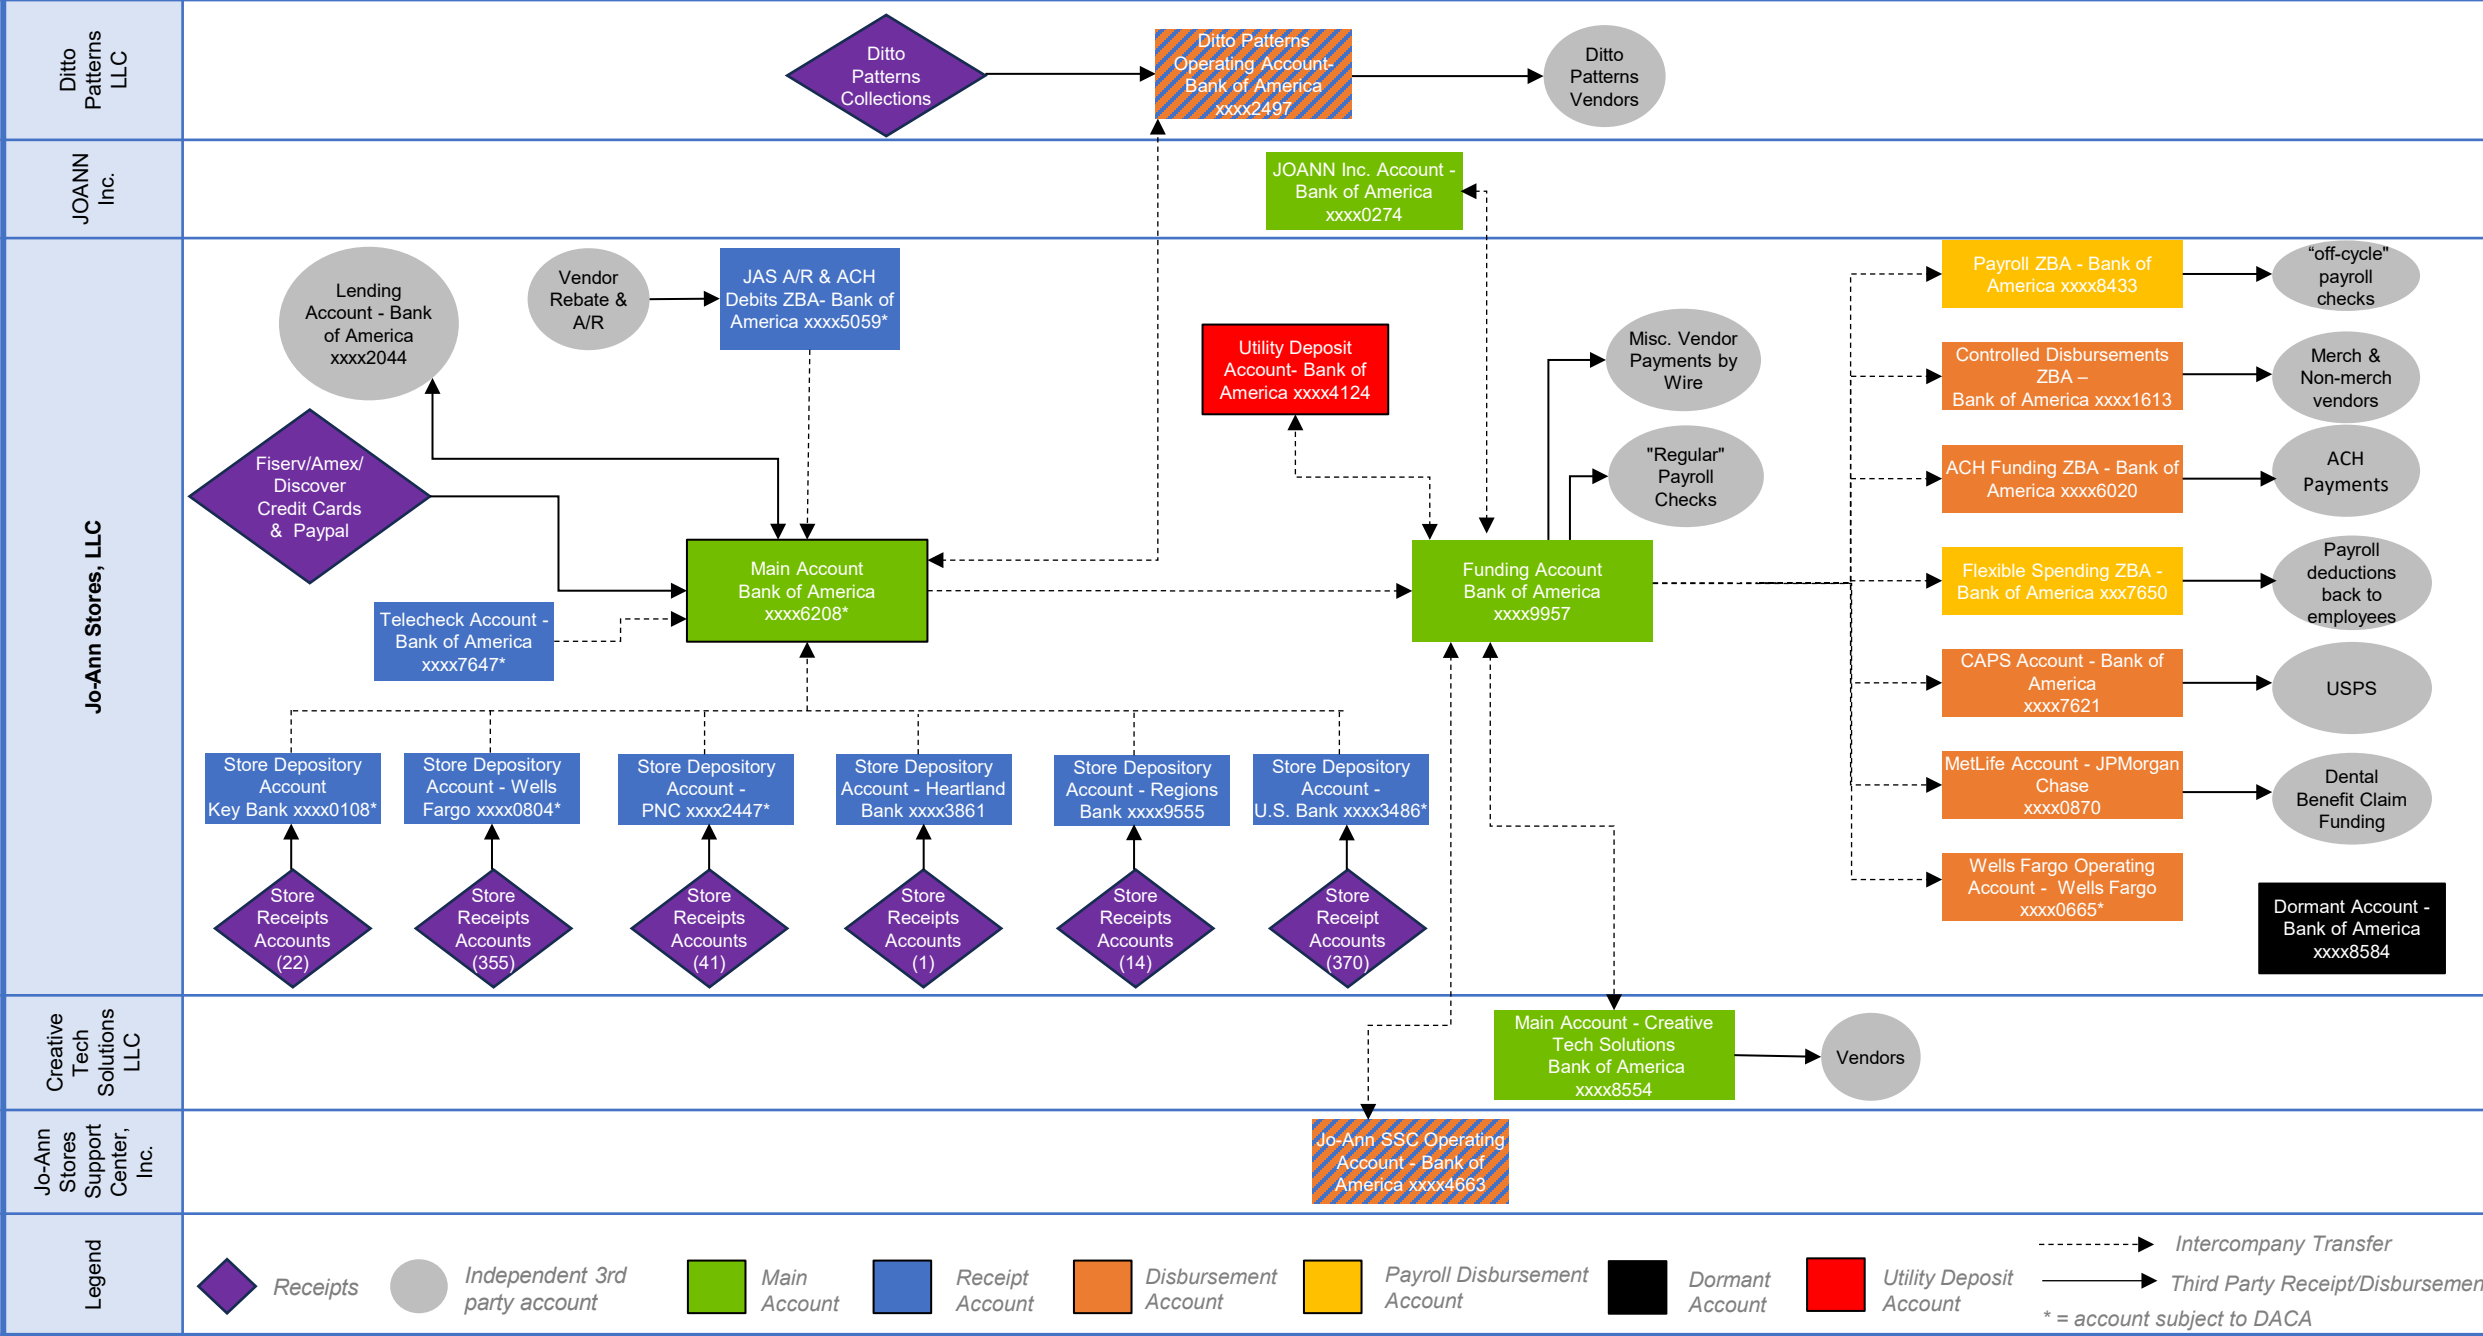 Ditto
Patterns
LLC
Ditto
Patterns
Collections
Ditto Patterns
Operating Account-
Bank of America
xxxx2497
Ditto
Patterns
Vendors
JOANN
Inc.
JOANN Inc. Account -
Bank of America
xxxx0274
Jo-Ann Stores, LLC
Lending
Account - Bank
of America
xxxx2044
Vendor
Rebate &
A/R
JAS A/R & ACH
Debits ZBA- Bank of
America xxxx5059*
Utility Deposit
Account- Bank of
America xxxx4124
Misc. Vendor
Payments by
Wire
"Regular"
Payroll
Checks
Payroll ZBA - Bank of
America xxxx8433
“off-cycle"
payroll
checks
Controlled Disbursements
ZBA –
Bank of America xxxx1613
Merch &
Non-merch
vendors
ACH Funding ZBA - Bank of
America xxxx6020
ACH
Payments
Fiserv/Amex/
Discover
Credit Cards
& Paypal
Main Account
Bank of America
xxxx6208*
Funding Account
Bank of America
xxxx9957
Flexible Spending ZBA -
Bank of America xxx7650
Payroll
deductions
back to
employees
Telecheck Account -
Bank of America
xxxx7647*
CAPS Account - Bank of
America
xxxx7621
USPS
Store Depository
Account
Key Bank xxxx0108*
Store Depository
Account - Wells
Fargo xxxx0804*
Store Depository
Account -
PNC xxxx2447*
Store Depository
Account - Heartland
Bank xxxx3861
Store Depository
Account - Regions
Bank xxxx9555
Store Depository
Account -
U.S. Bank xxxx3486*
MetLife Account - JPMorgan
Chase
xxxx0870
Dental
Benefit Claim
Funding
Store
Receipts
Accounts
(22)
Store
Receipts
Accounts
(355)
Store
Receipts
Accounts
(41)
Store
Receipts
Accounts
(1)
Store
Receipts
Accounts
(14)
Store
Receipt
Accounts
(370)
Wells Fargo Operating
Account - Wells Fargo
xxxx0665*
Dormant Account -
Bank of America
xxxx8584
Creative
Tech
Solutions
LLC
Main Account - Creative
Tech Solutions
Bank of America
xxxx8554
Vendors
Jo-Ann
Stores
Support
Center,
Inc.
Jo-Ann SSC Operating
Account - Bank of
America xxxx4663
Legend
Receipts
Independent 3rd
party account
Main
Account
Receipt
Account
Disbursement
Account
Payroll Disbursement
Account
Dormant
Account
Utility Deposit
Account
Intercompany Transfer
Third Party Receipt/Disbursemen
* = account subject to DACA